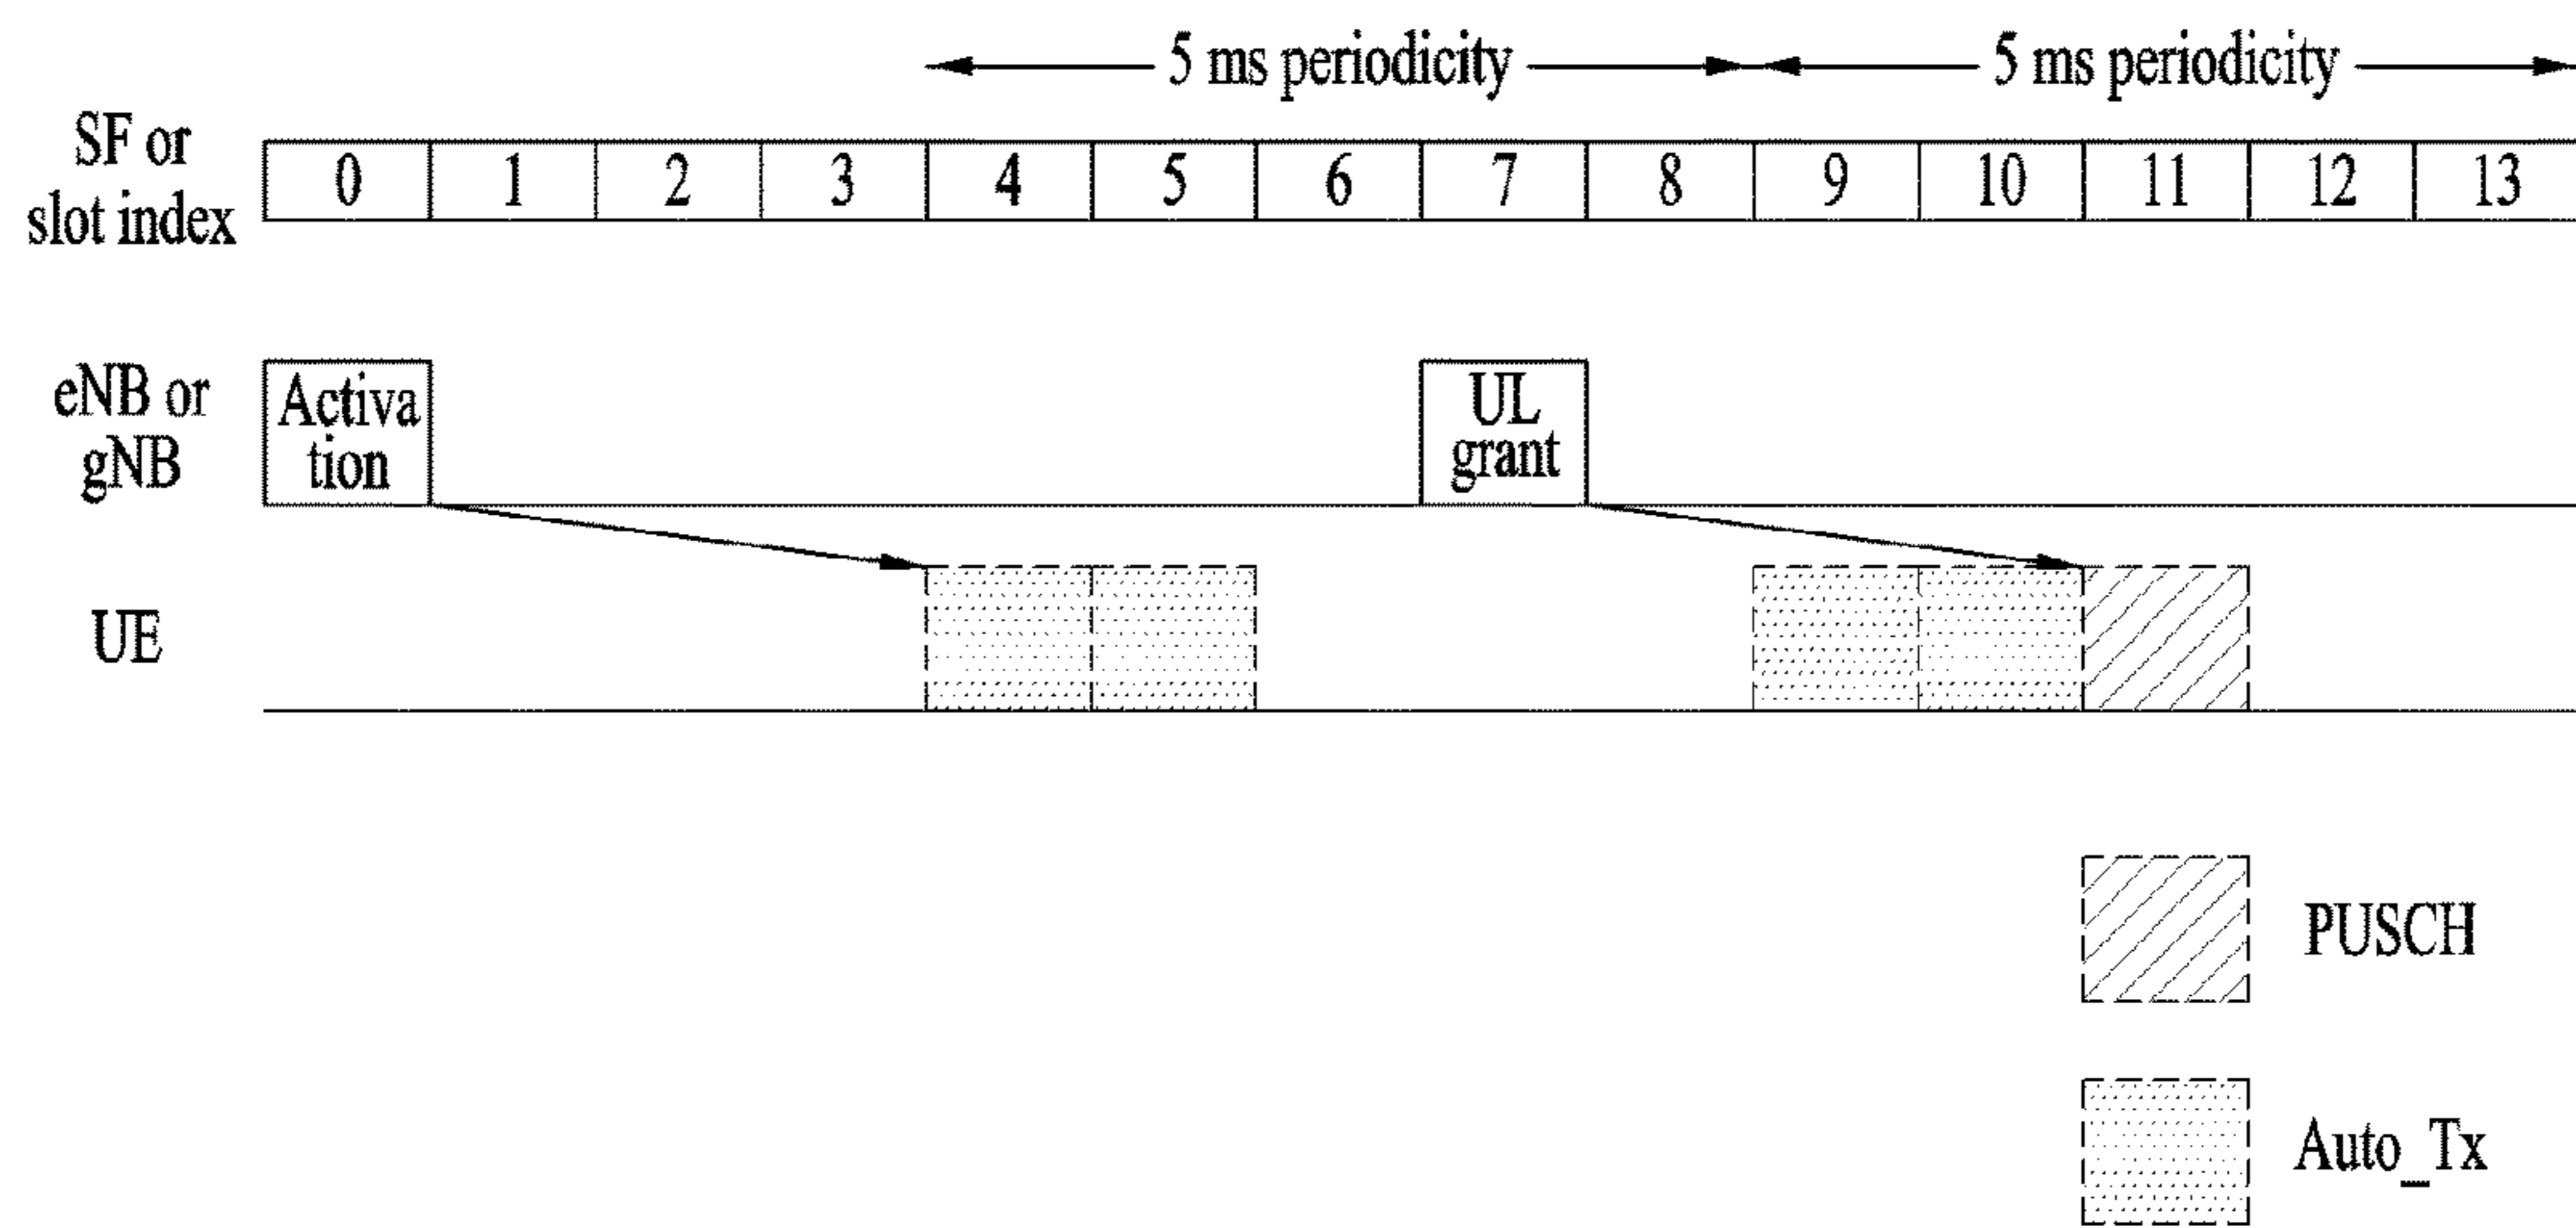 5 ms periodicity 5 ms periodicity
SF or
slot index
0 1 2 3 4 5 6 7 8 9 10 11 12 13
eNB or
gNB
Activa
tion
UL
grant
UE
PUSCH
Auto_Tx